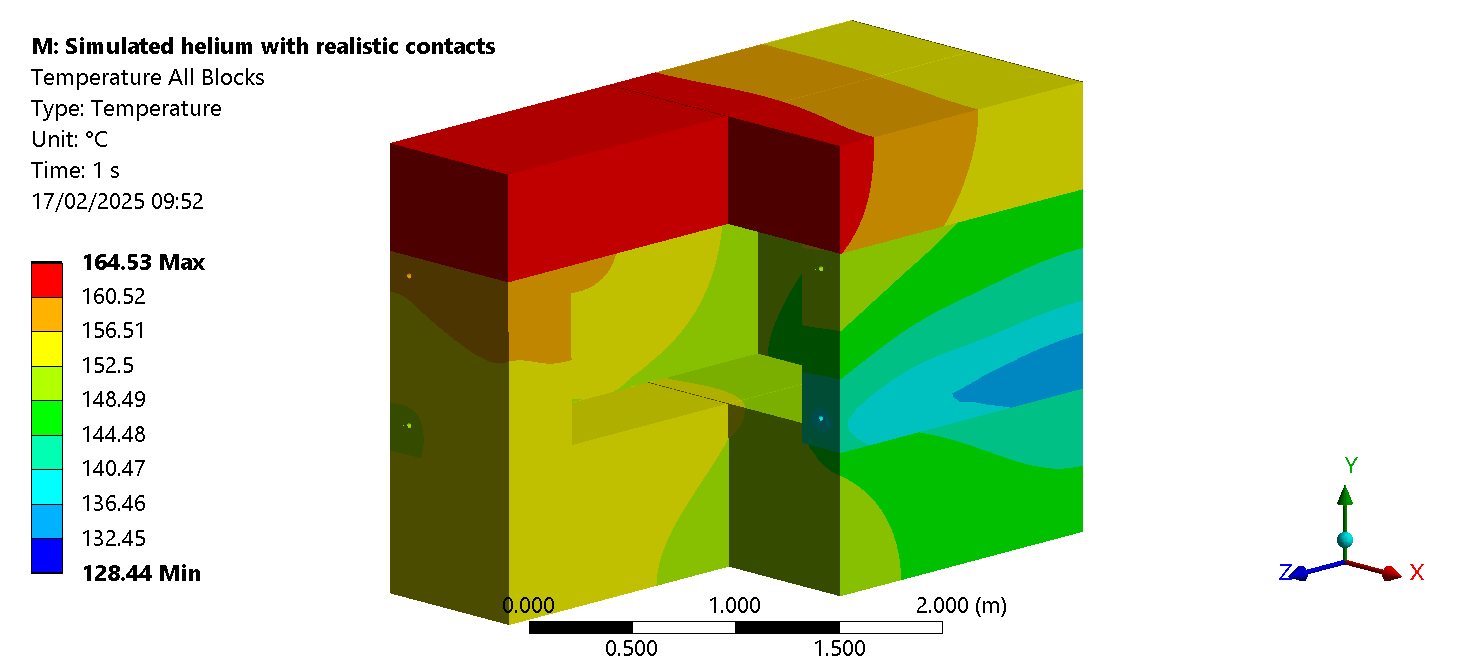 M: Simulated helium with realistic contacts
Temperature All Blocks
Type: Temperature
Unit: °C
Time: 1 s
17/02/2025 09:52
164.53 Max
160.52
156.51
152.5
148.49
144.48
140.47
136.46
132.45
128.44 Min
0.000 1.000 2.000 (m)
0.500 1.500
Y
Z X